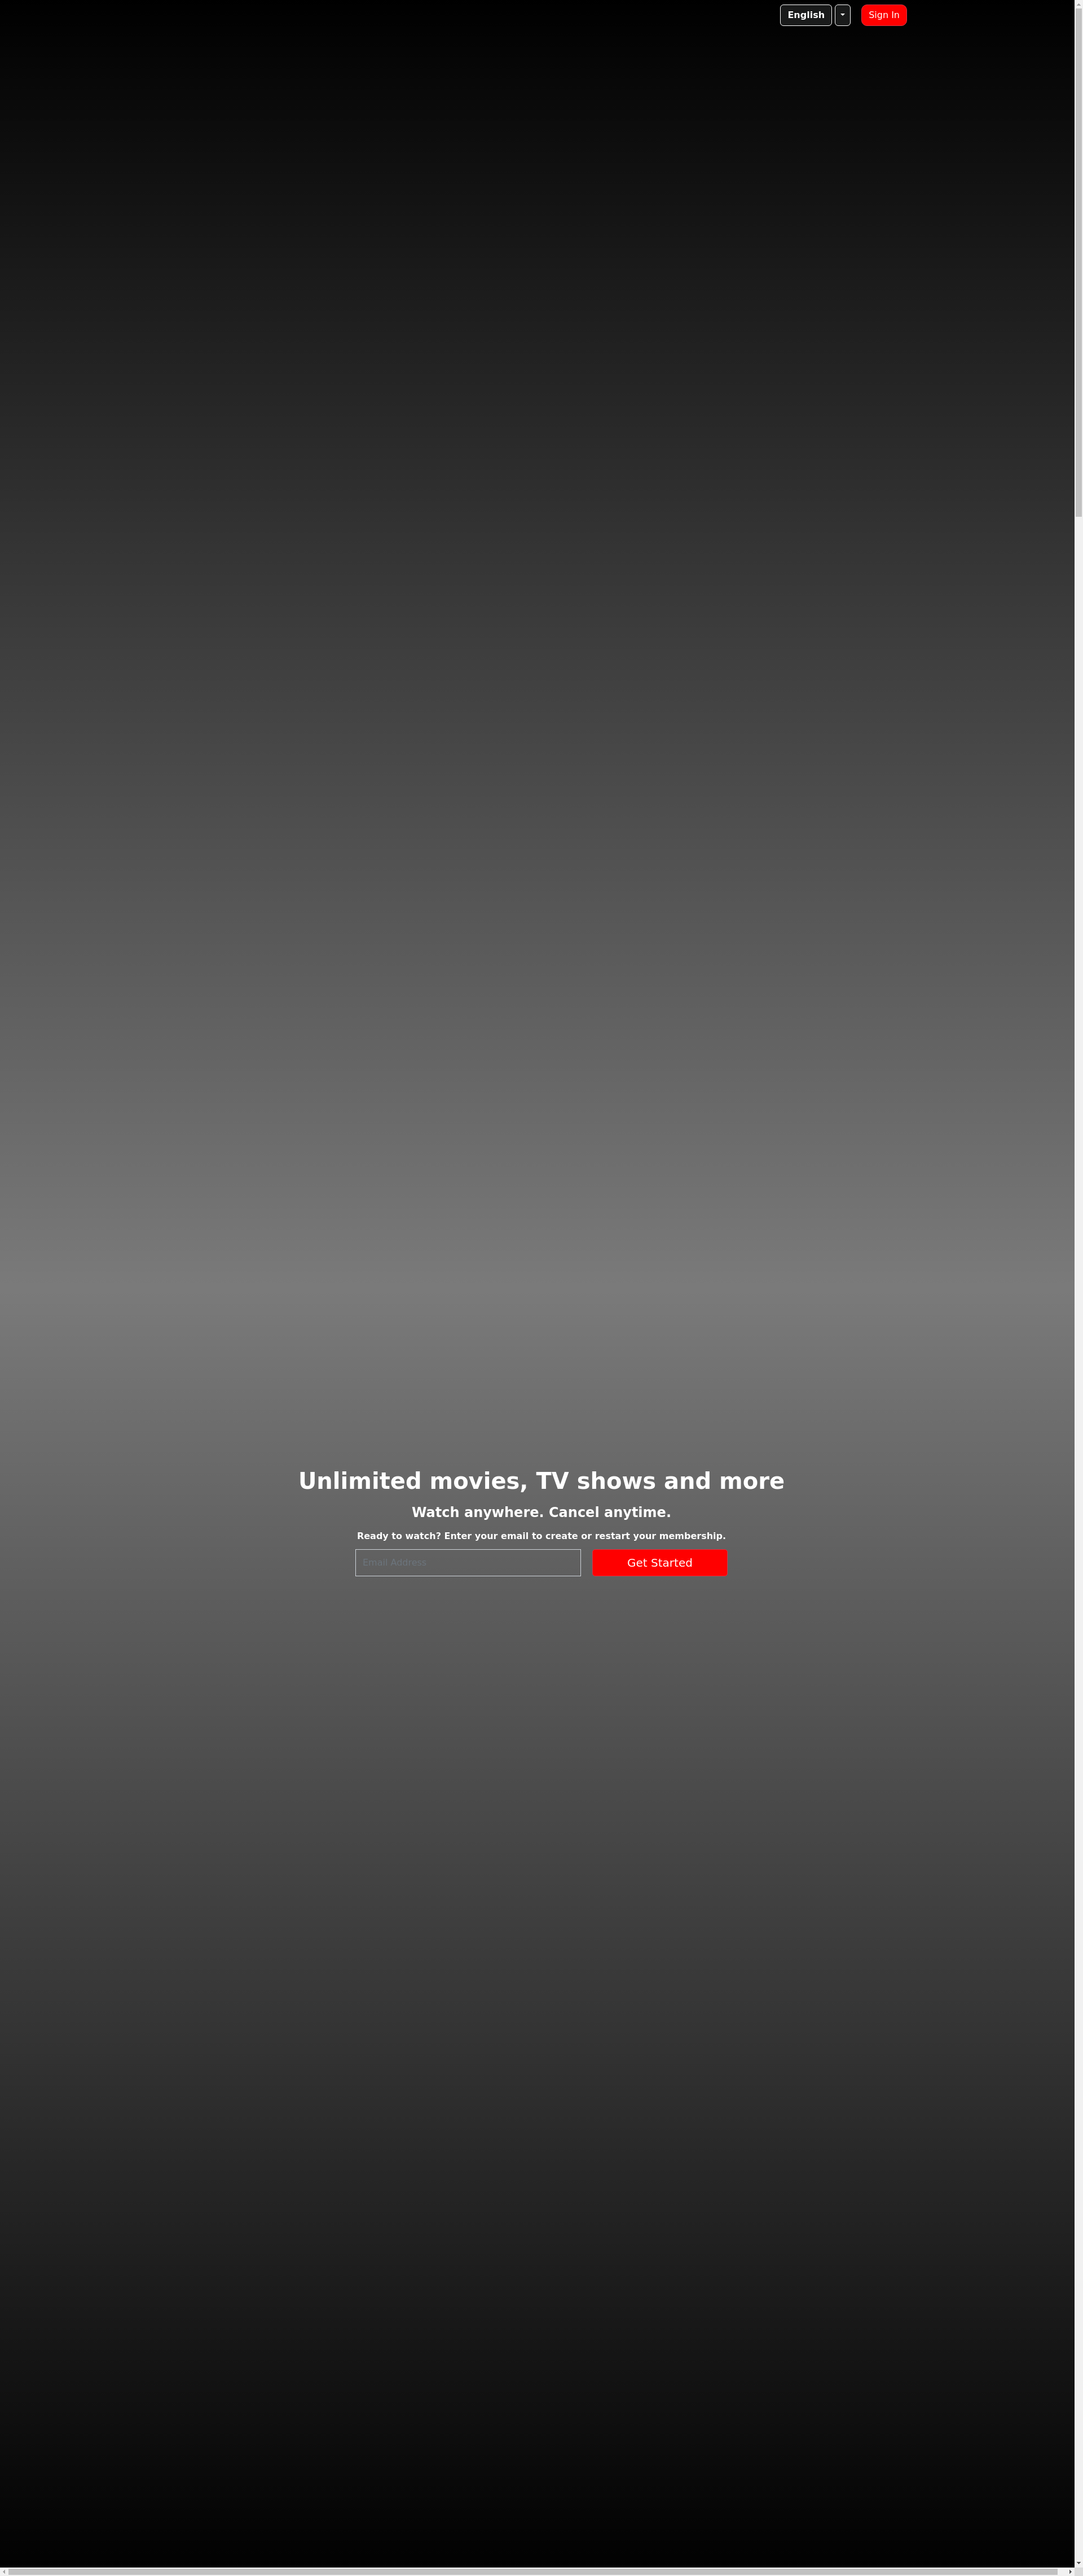 English
Sign In
Unlimited movies, TV shows and more
Watch anywhere. Cancel anytime.
Ready to watch? Enter your email to create or restart your membership.
Email Address
Get Started